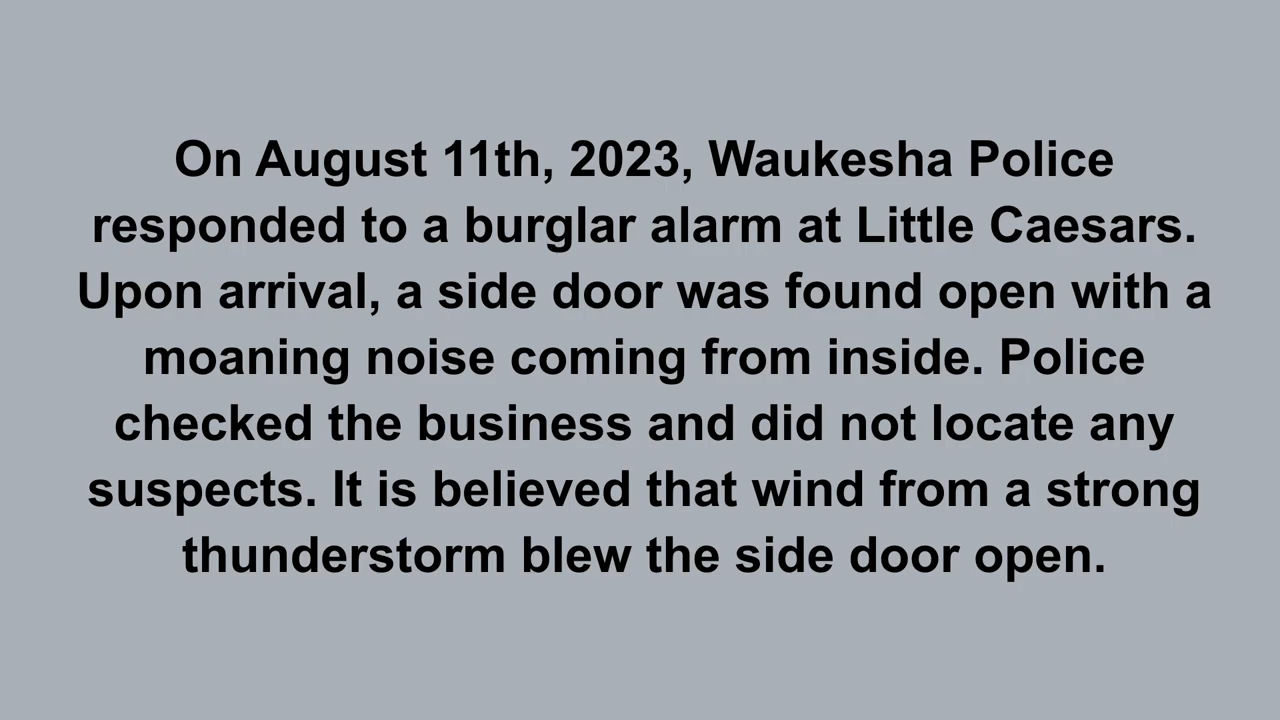 On August 11th, 2023, Waukesha Police
responded to a burglar alarm at Little Caesars.
Upon arrival, a side door was found open with a
moaning noise coming from inside. Police
checked the business and did not locate any
suspects. It is believed that wind from a strong
thunderstorm blew the side door open.